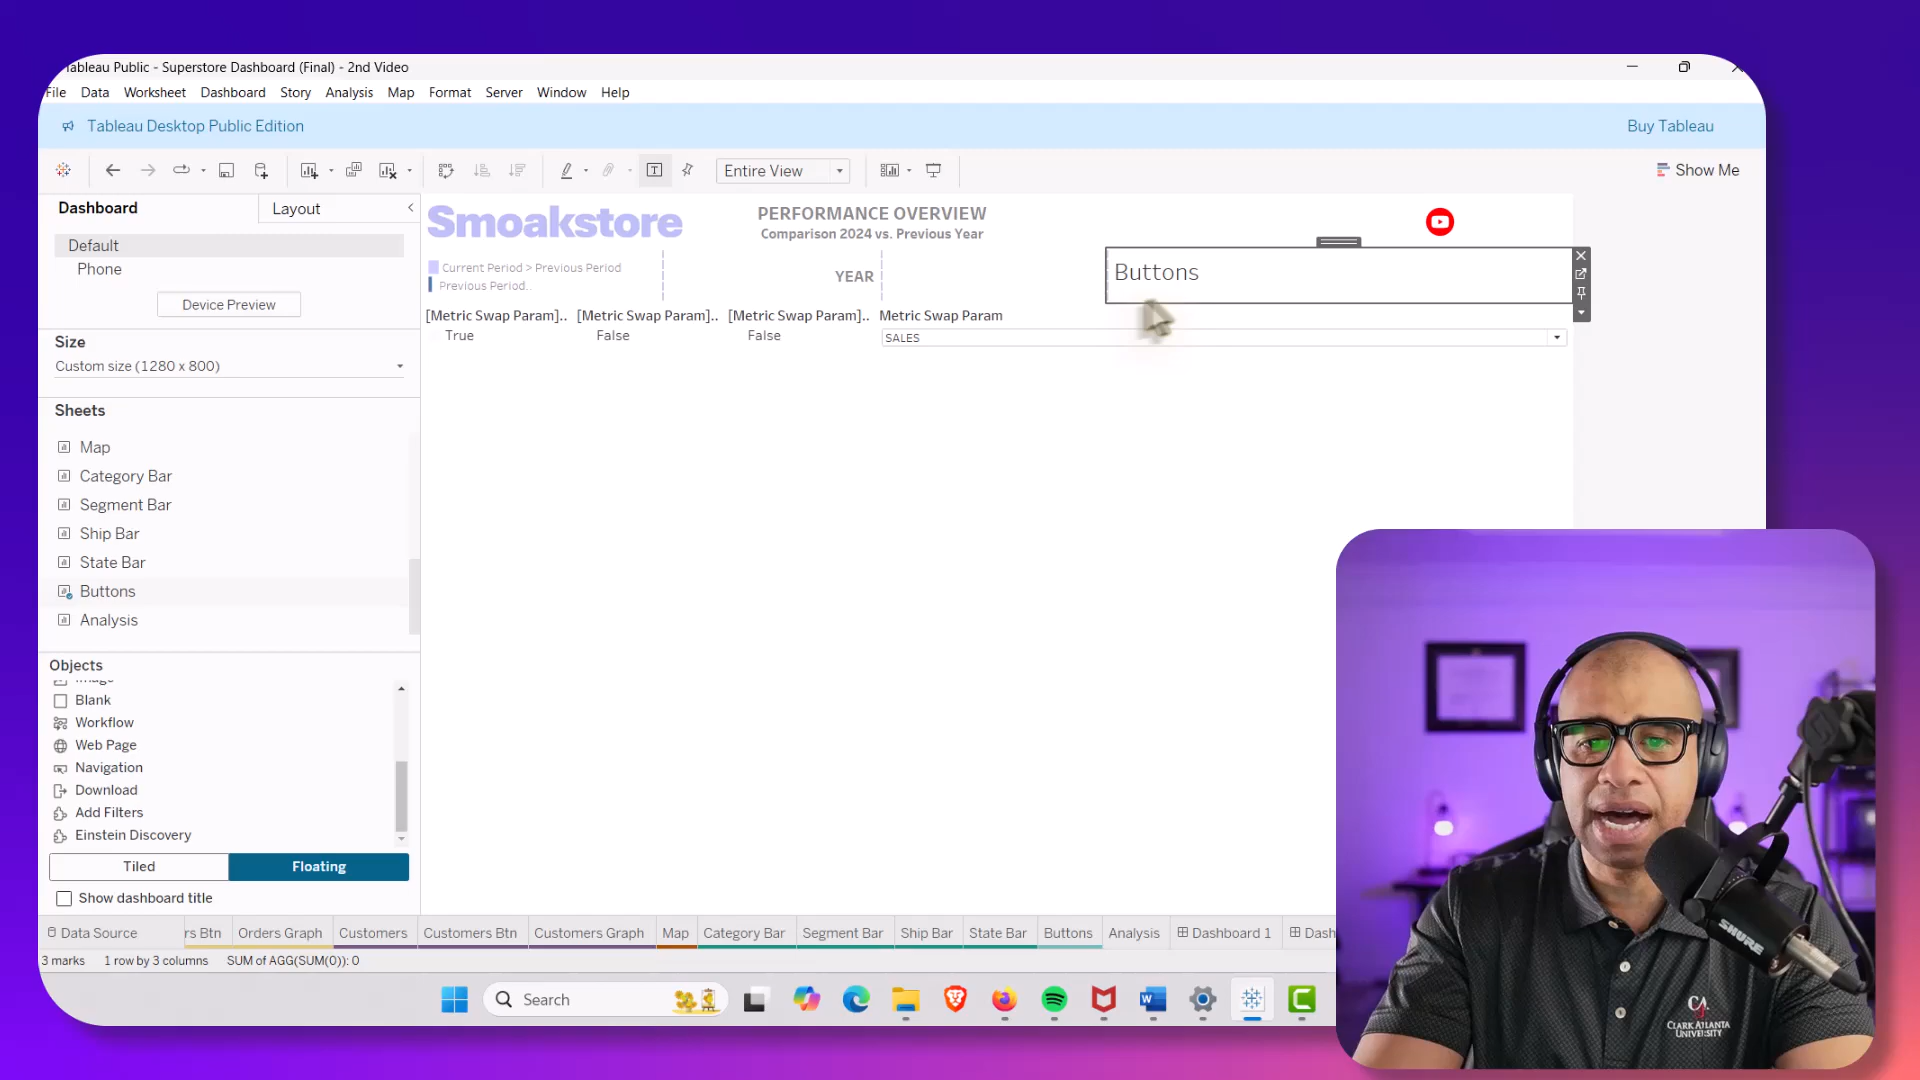 Tableau Public - Superstore Dashboard (Final) - 2nd Video
File Data Worksheet Dashboard Story Analysis Map Format Server Window Help
Tableau Desktop Public Edition
Buy Tableau
Entire View
Show Me
Dashboard
Layout
Default
Phone
Device Preview
Size
Custom size (1280 x 800)
Sheets
Map
Category Bar
Segment Bar
Ship Bar
State Bar
Buttons
Analysis
Objects
Image
Blank
Workflow
Web Page
Navigation
Download
Add Filters
Einstein Discovery
Tiled
Floating
Show dashboard title
Smoakstore
PERFORMANCE OVERVIEW
Comparison 2024 vs. Previous Year
Current Period > Previous Period
Previous Period..
YEAR
Buttons
[Metric Swap Param].. [Metric Swap Param].. [Metric Swap Param].. Metric Swap Param
True False False
SALES
Data Source rs Btn Orders Graph Customers Customers Btn Customers Graph Map Category Bar Segment Bar Ship Bar State Bar Buttons Analysis Dashboard 1 Dash
3 marks 1 row by 3 columns SUM of AGG(SUM(0)): 0
Search
SHURE
CA
CLARK ATLANTA
UNIVERSITY